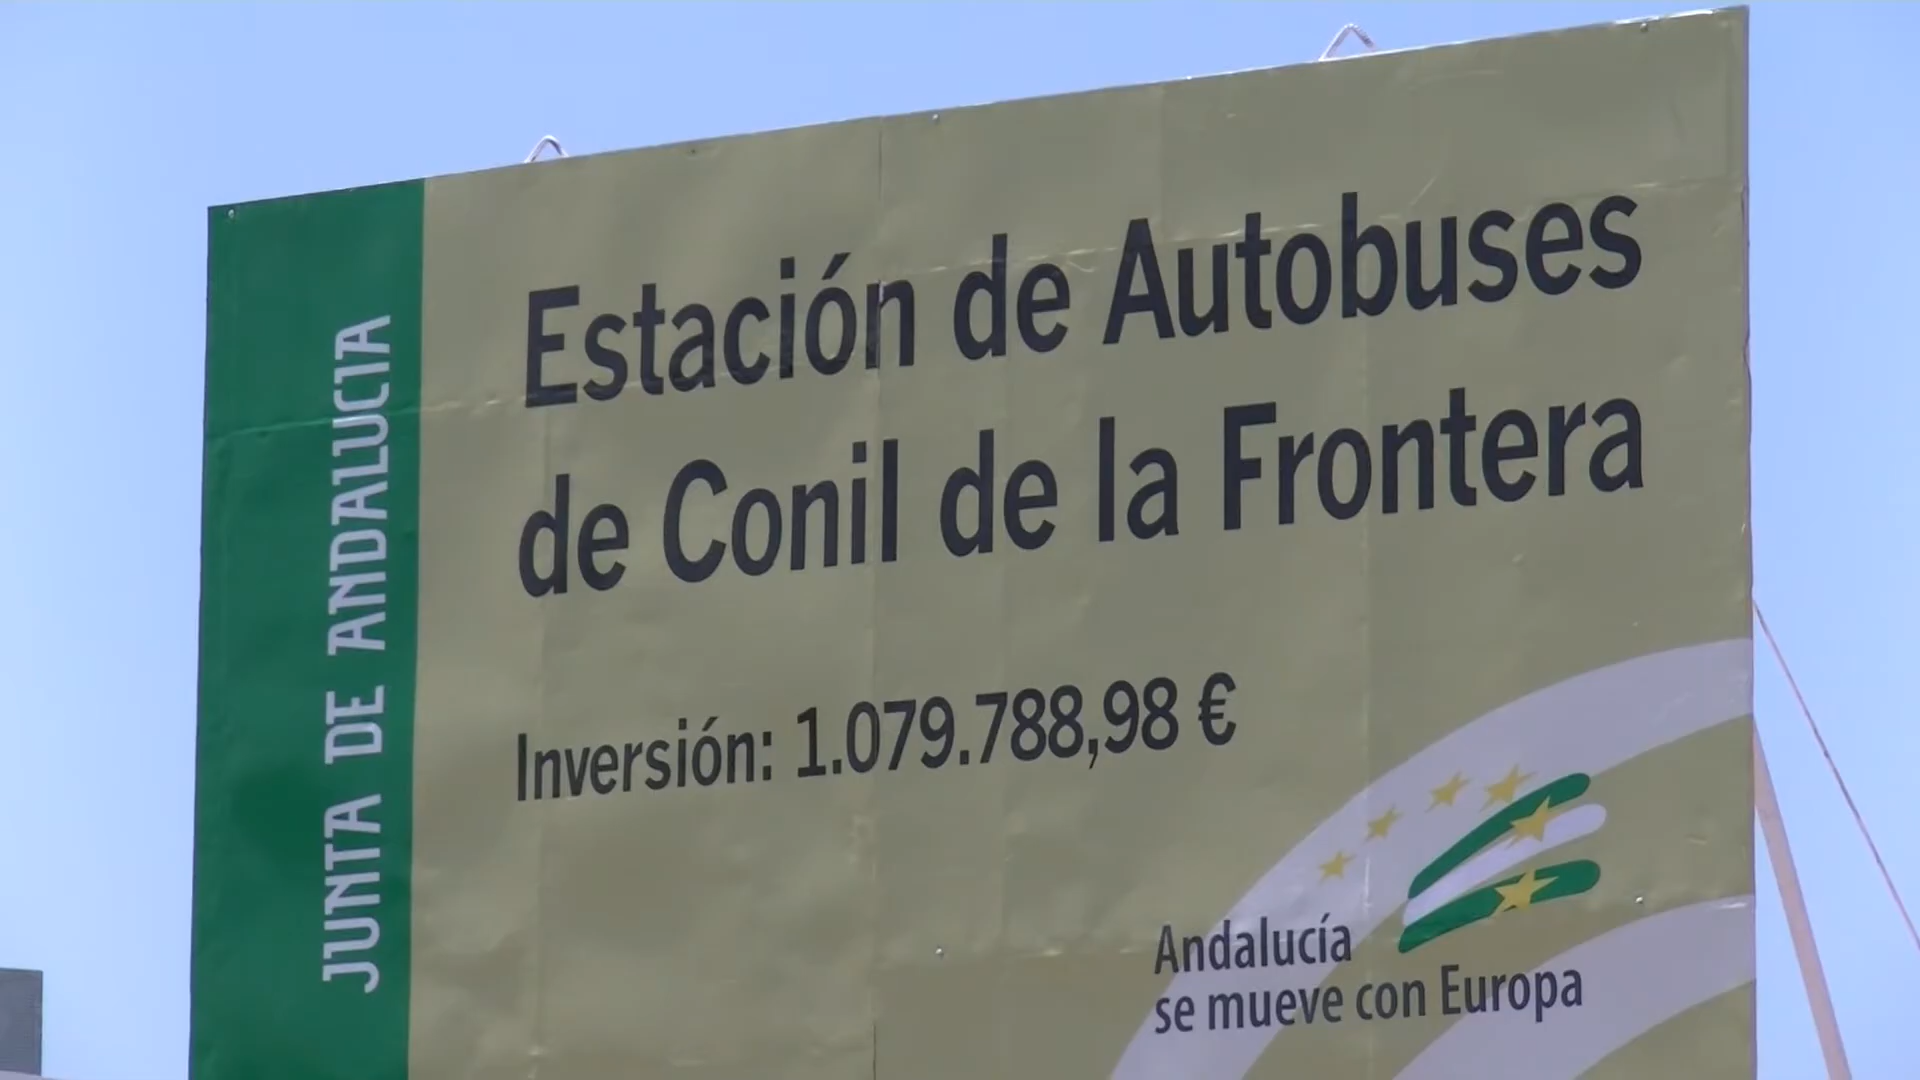 JUNTA DE ANDALUCIA
Estación de Autobuses
de Conil de la Frontera
Inversión: 1.079.788,98 €
Andalucía
se mueve con Europa